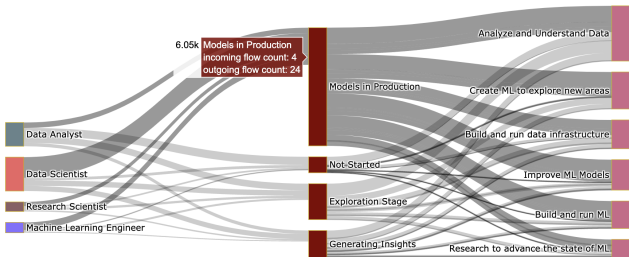 6.05k Models in Production
incoming flow count: 4
outgoing flow count: 24
Analyze and Understand Data
Models in Production
Create ML to explore new areas
Data Analyst
Build and run data infrastructure
Not Started
Data Scientist
Improve ML Models
Exploration Stage
Research Scientist
Build and run ML
Machine Learning Engineer
Generating Insights
Research to advance the state of ML